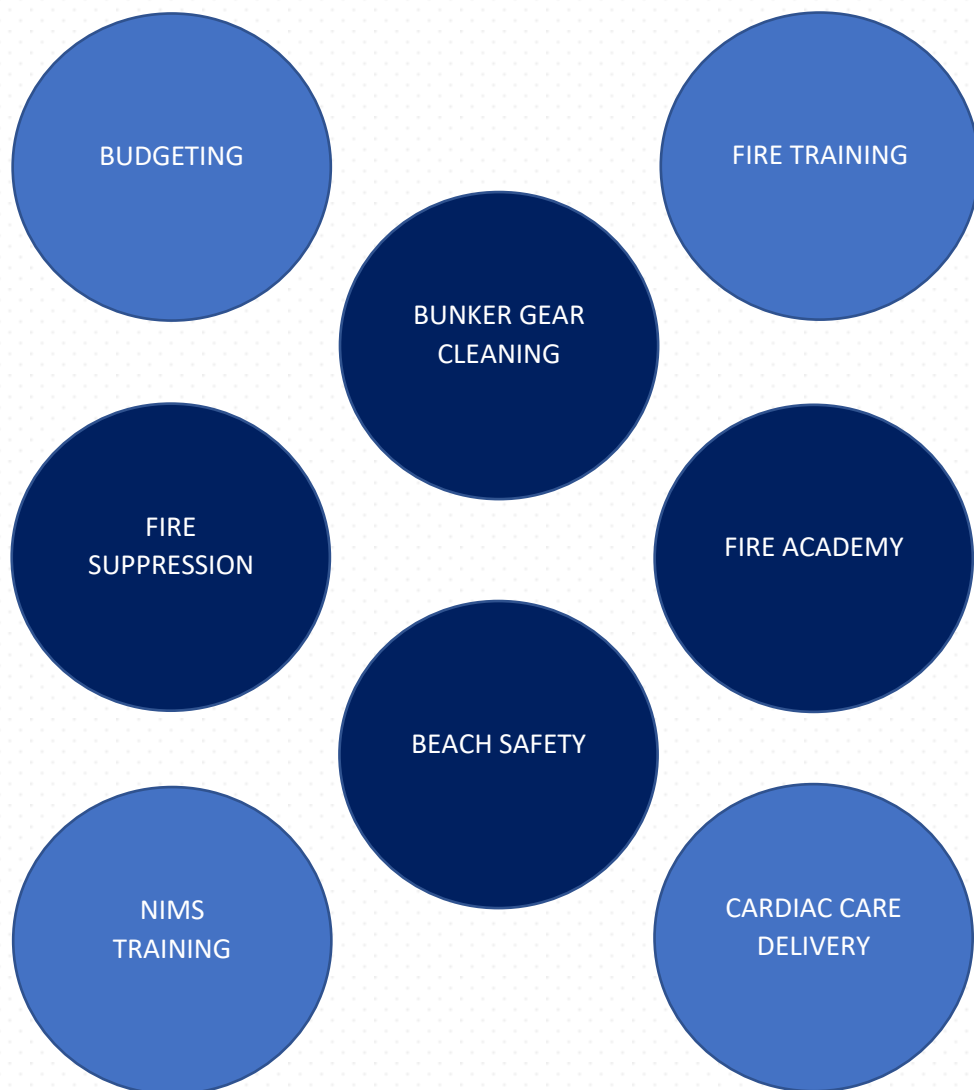 BUDGETING
FIRE TRAINING
BUNKER GEAR
CLEANING
FIRE
SUPPRESSION
FIRE ACADEMY
BEACH SAFETY
NIMS
TRAINING
CARDIAC CARE
DELIVERY